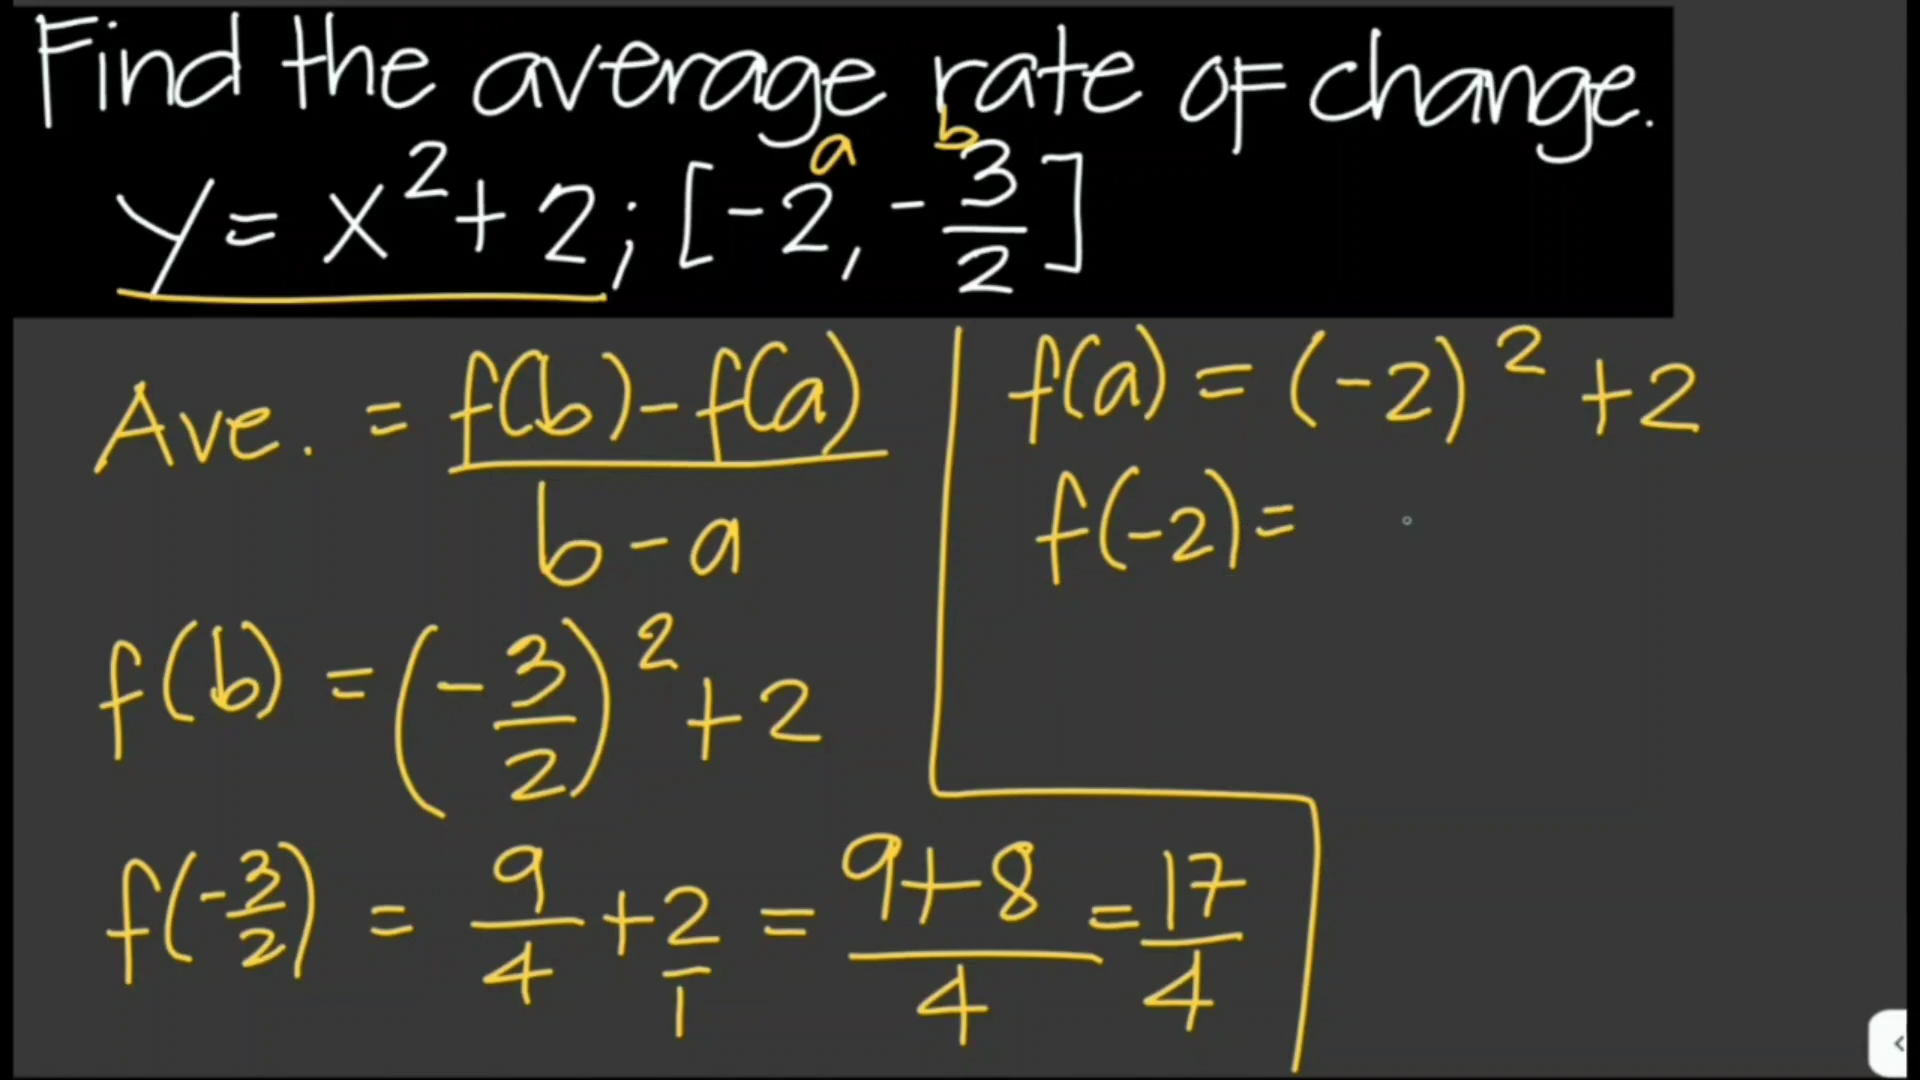 Find the average rate of change.
a b
y = x² + 2; [-2, -3/2]
Ave. = f(b) - f(a) / b - a
f(b) = (-3/2)² + 2
f(-3/2) = 9/4 + 2/1 = 9+8/4 = 17/4
f(a) = (-2)² + 2
f(-2) =
<